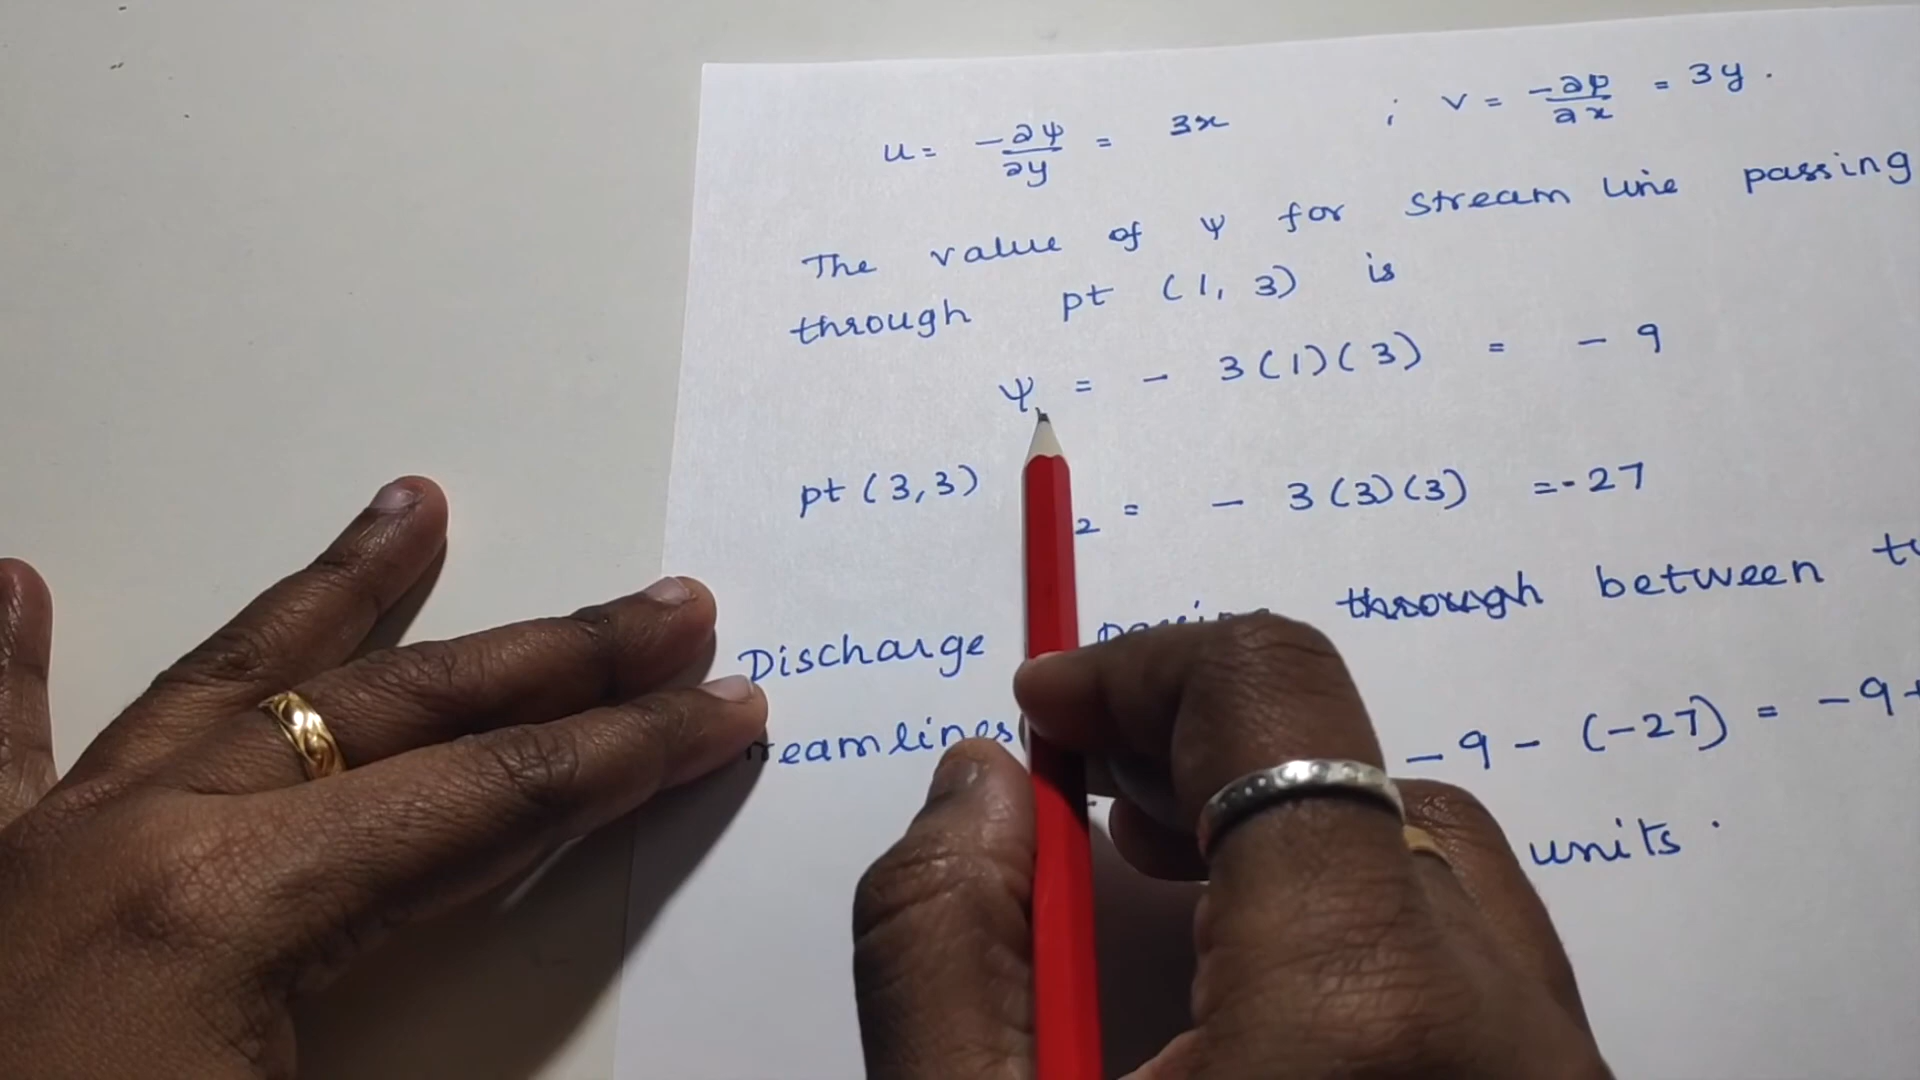 u = -∂ψ/∂y = 3x ; v = -∂p/∂x = 3y .
The value of ψ for stream line passing
through pt (1, 3) is
ψ = - 3(1)(3) = - 9
pt (3,3) 2 = - 3(3)(3) = -27
Discharge through between
reamlines - 9 - (-27) = -9+
units .